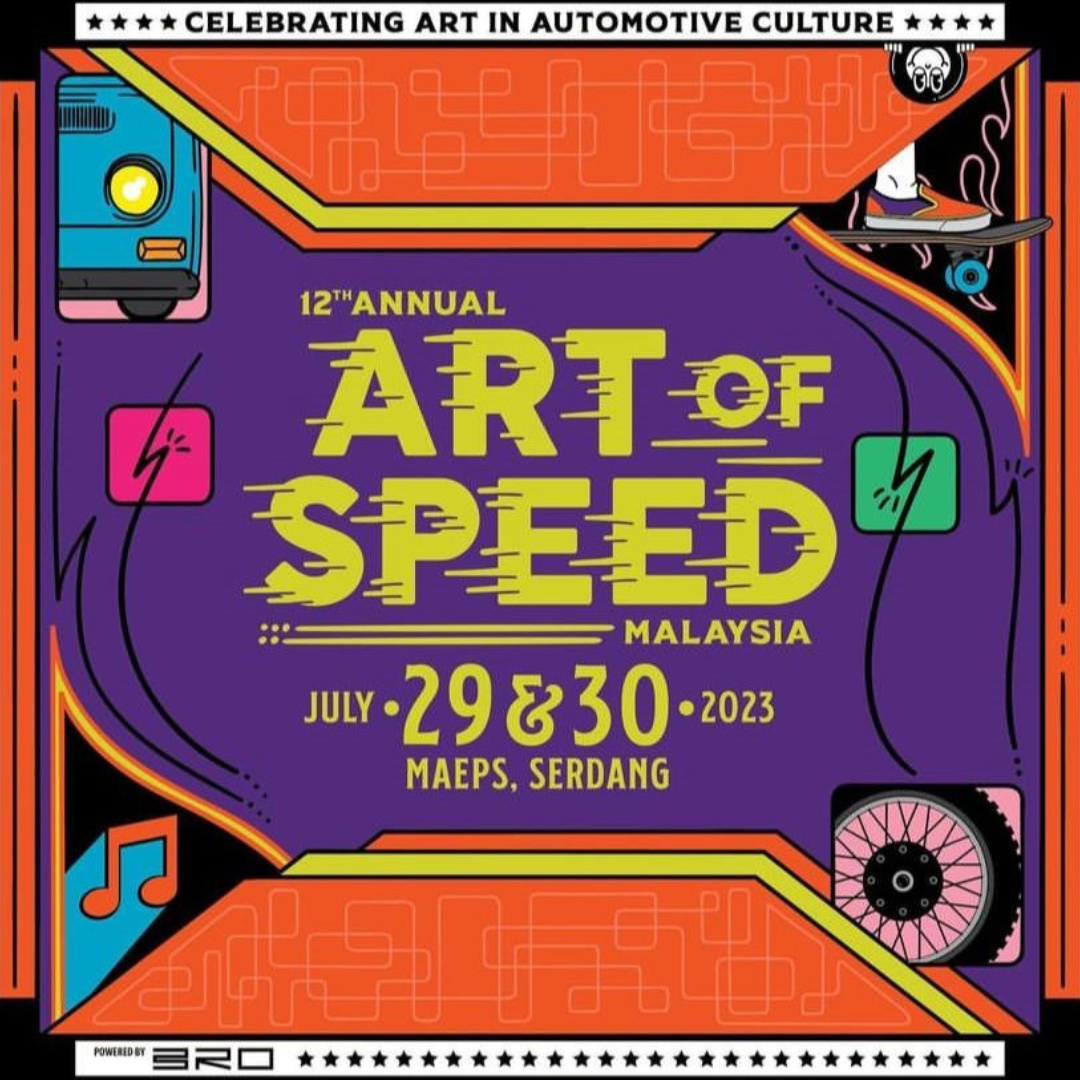 ★★★★ CELEBRATING ART IN AUTOMOTIVE CULTURE ★★★★
12TH ANNUAL
ART OF
SPEED
MALAYSIA
JULY • 29 & 30 • 2023
MAEPS, SERDANG
POWERED BY BRO